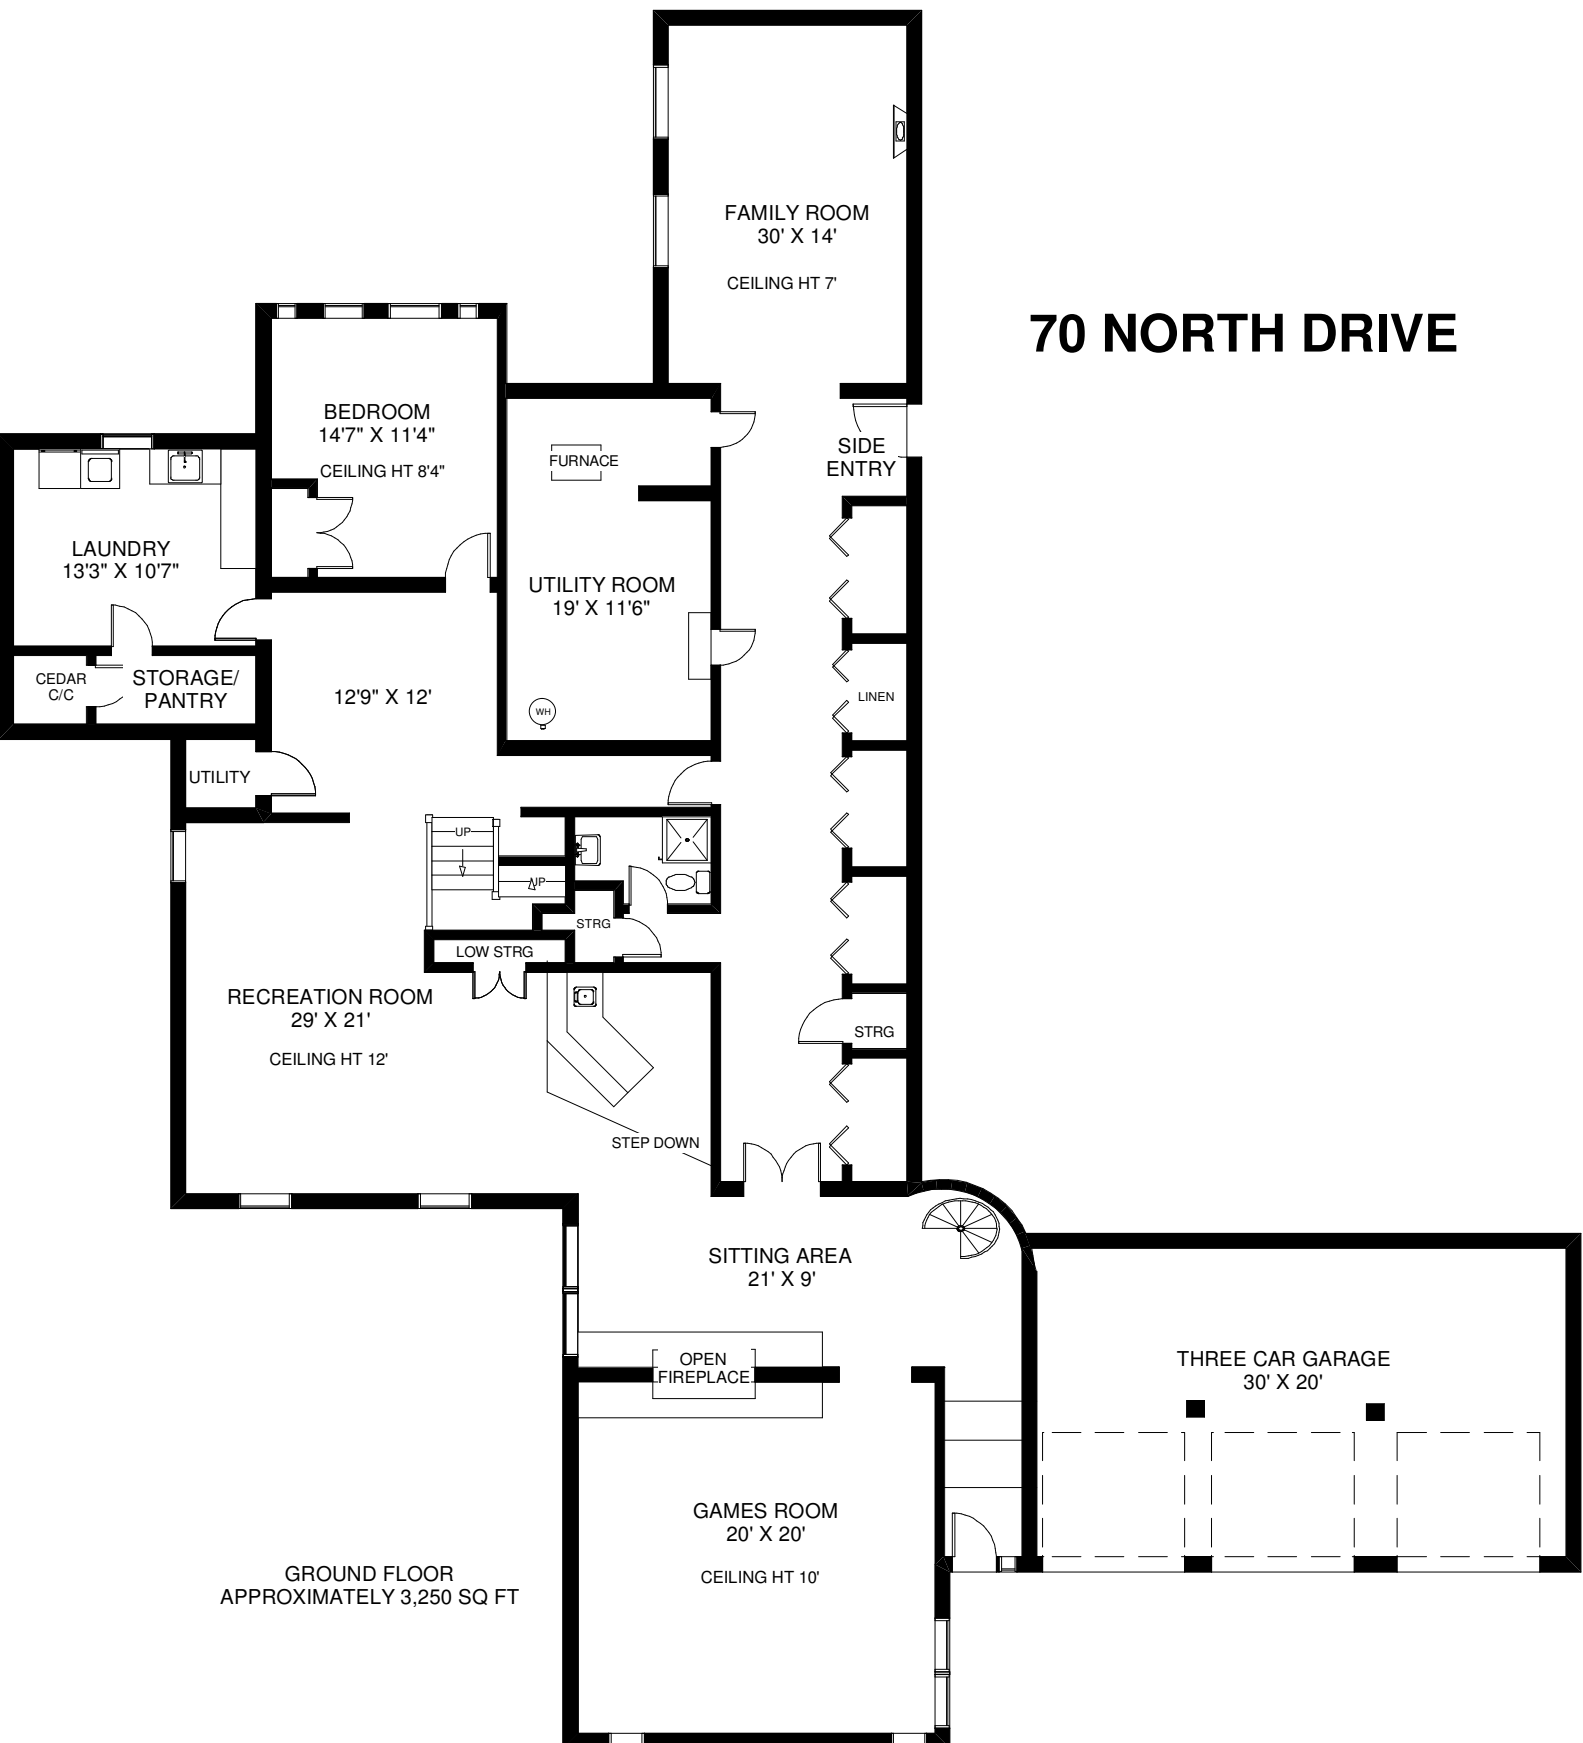 FAMILY ROOM
30' X 14'
CEILING HT 7'
70 NORTH DRIVE
BEDROOM
14'7" X 11'4"
CEILING HT 8'4"
FURNACE
SIDE
ENTRY
LAUNDRY
13'3" X 10'7"
UTILITY ROOM
19' X 11'6"
CEDAR
C/C
STORAGE/
PANTRY
12'9" X 12'
LINEN
WH
UTILITY
UP
UP
STRG
LOW STRG
RECREATION ROOM
29' X 21'
CEILING HT 12'
STRG
STEP DOWN
SITTING AREA
21' X 9'
OPEN
FIREPLACE
THREE CAR GARAGE
30' X 20'
GAMES ROOM
20' X 20'
CEILING HT 10'
GROUND FLOOR
APPROXIMATELY 3,250 SQ FT